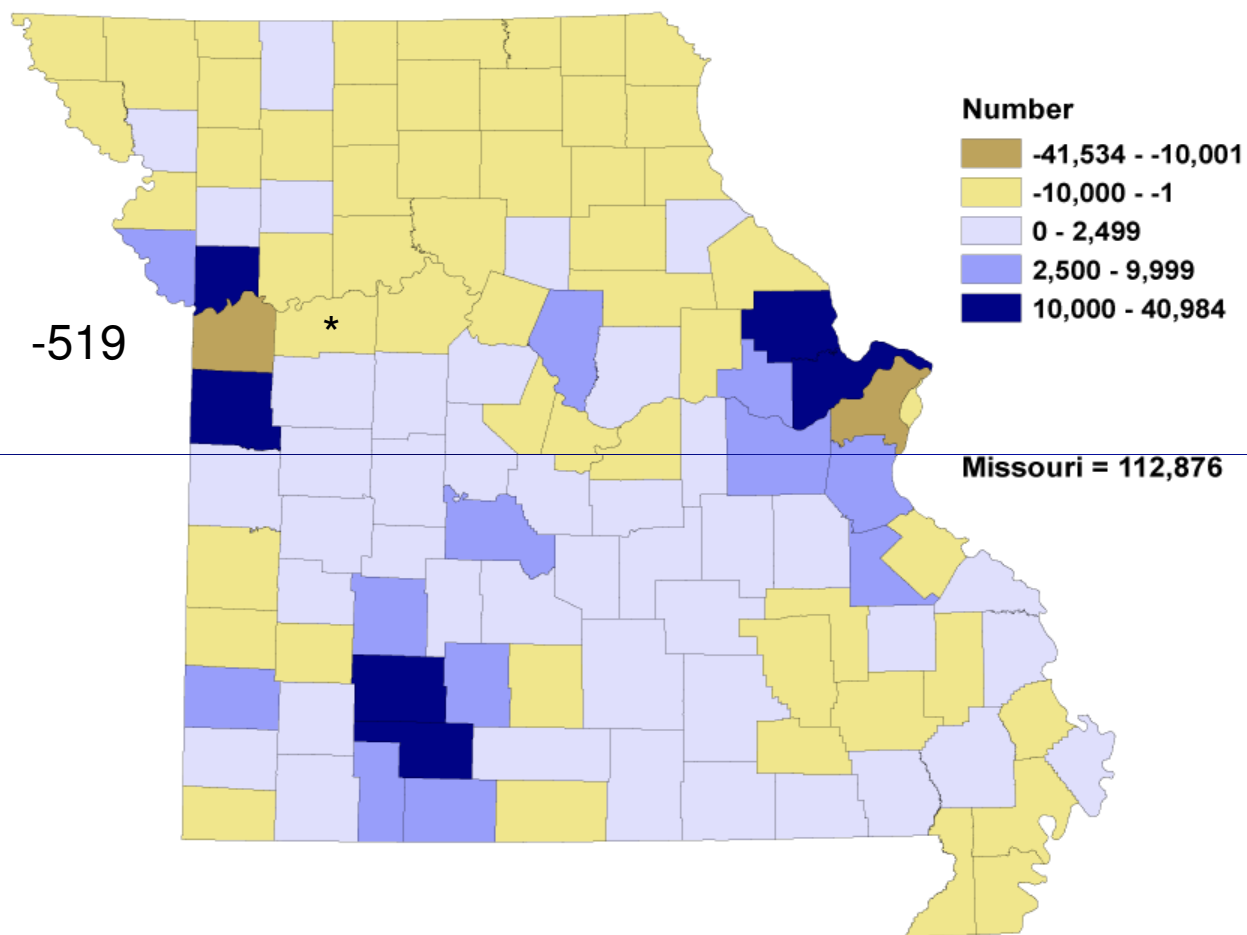 Number
-41,534 - -10,001
-10,000 - -1
0 - 2,499
2,500 - 9,999
10,000 - 40,984
*
-519
Missouri = 112,876